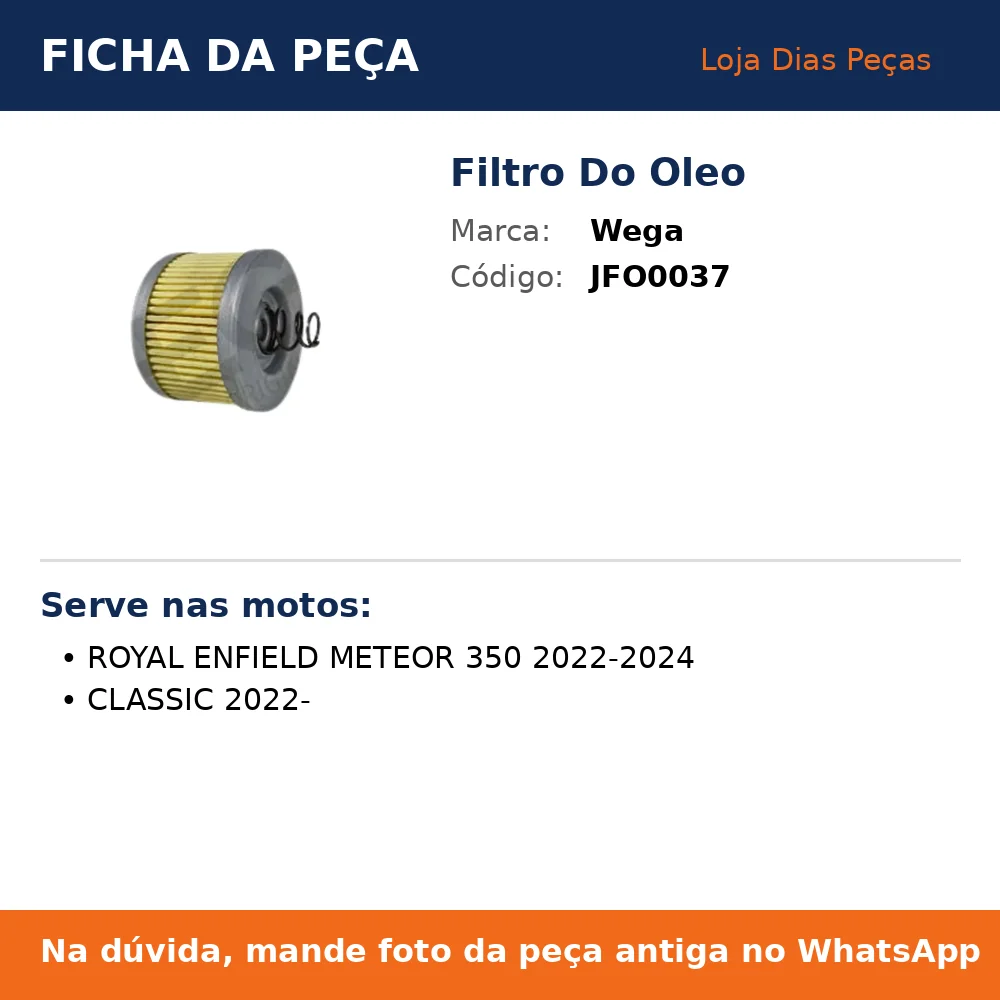 FICHA DA PEÇA
Loja Dias Peças
Filtro Do Oleo
Marca: Wega
Código: JFO0037
Serve nas motos:
• ROYAL ENFIELD METEOR 350 2022-2024
• CLASSIC 2022-
Na dúvida, mande foto da peça antiga no WhatsApp